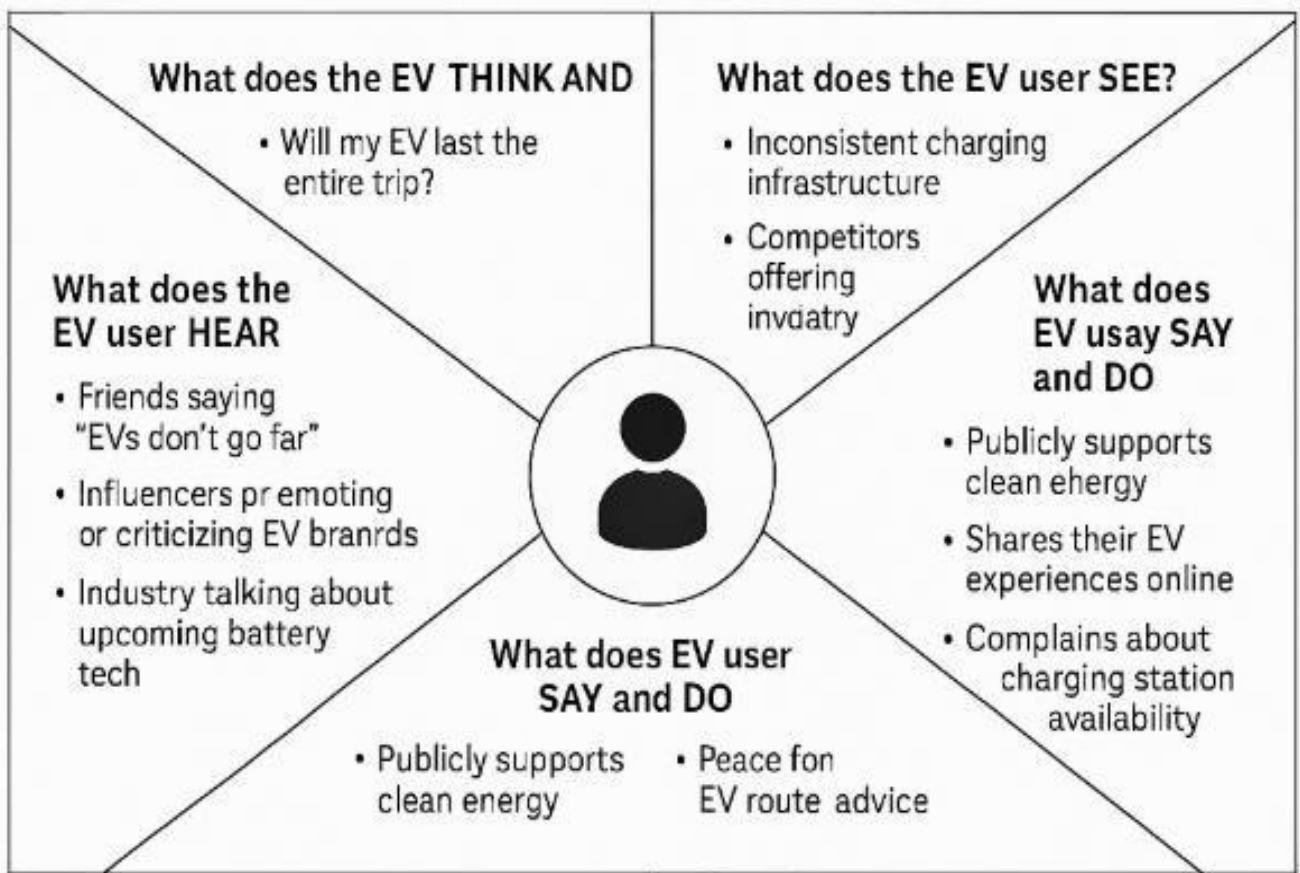 What does the EV THINK AND
• Will my EV last the
entire trip?
What does the EV user SEE?
• Inconsistent charging
infrastructure
• Competitors
offering
invdatry
What does the
EV user HEAR
• Friends saying
"EVs don't go far"
• Influencers pr emoting
or criticizing EV branrds
• Industry talking about
upcoming battery
tech
What does
EV usay SAY
and DO
• Publicly supports
clean ehergy
• Shares their EV
experiences online
• Complains about
charging station
availability
What does EV user
SAY and DO
• Publicly supports
clean energy
• Peace fon
EV route advice